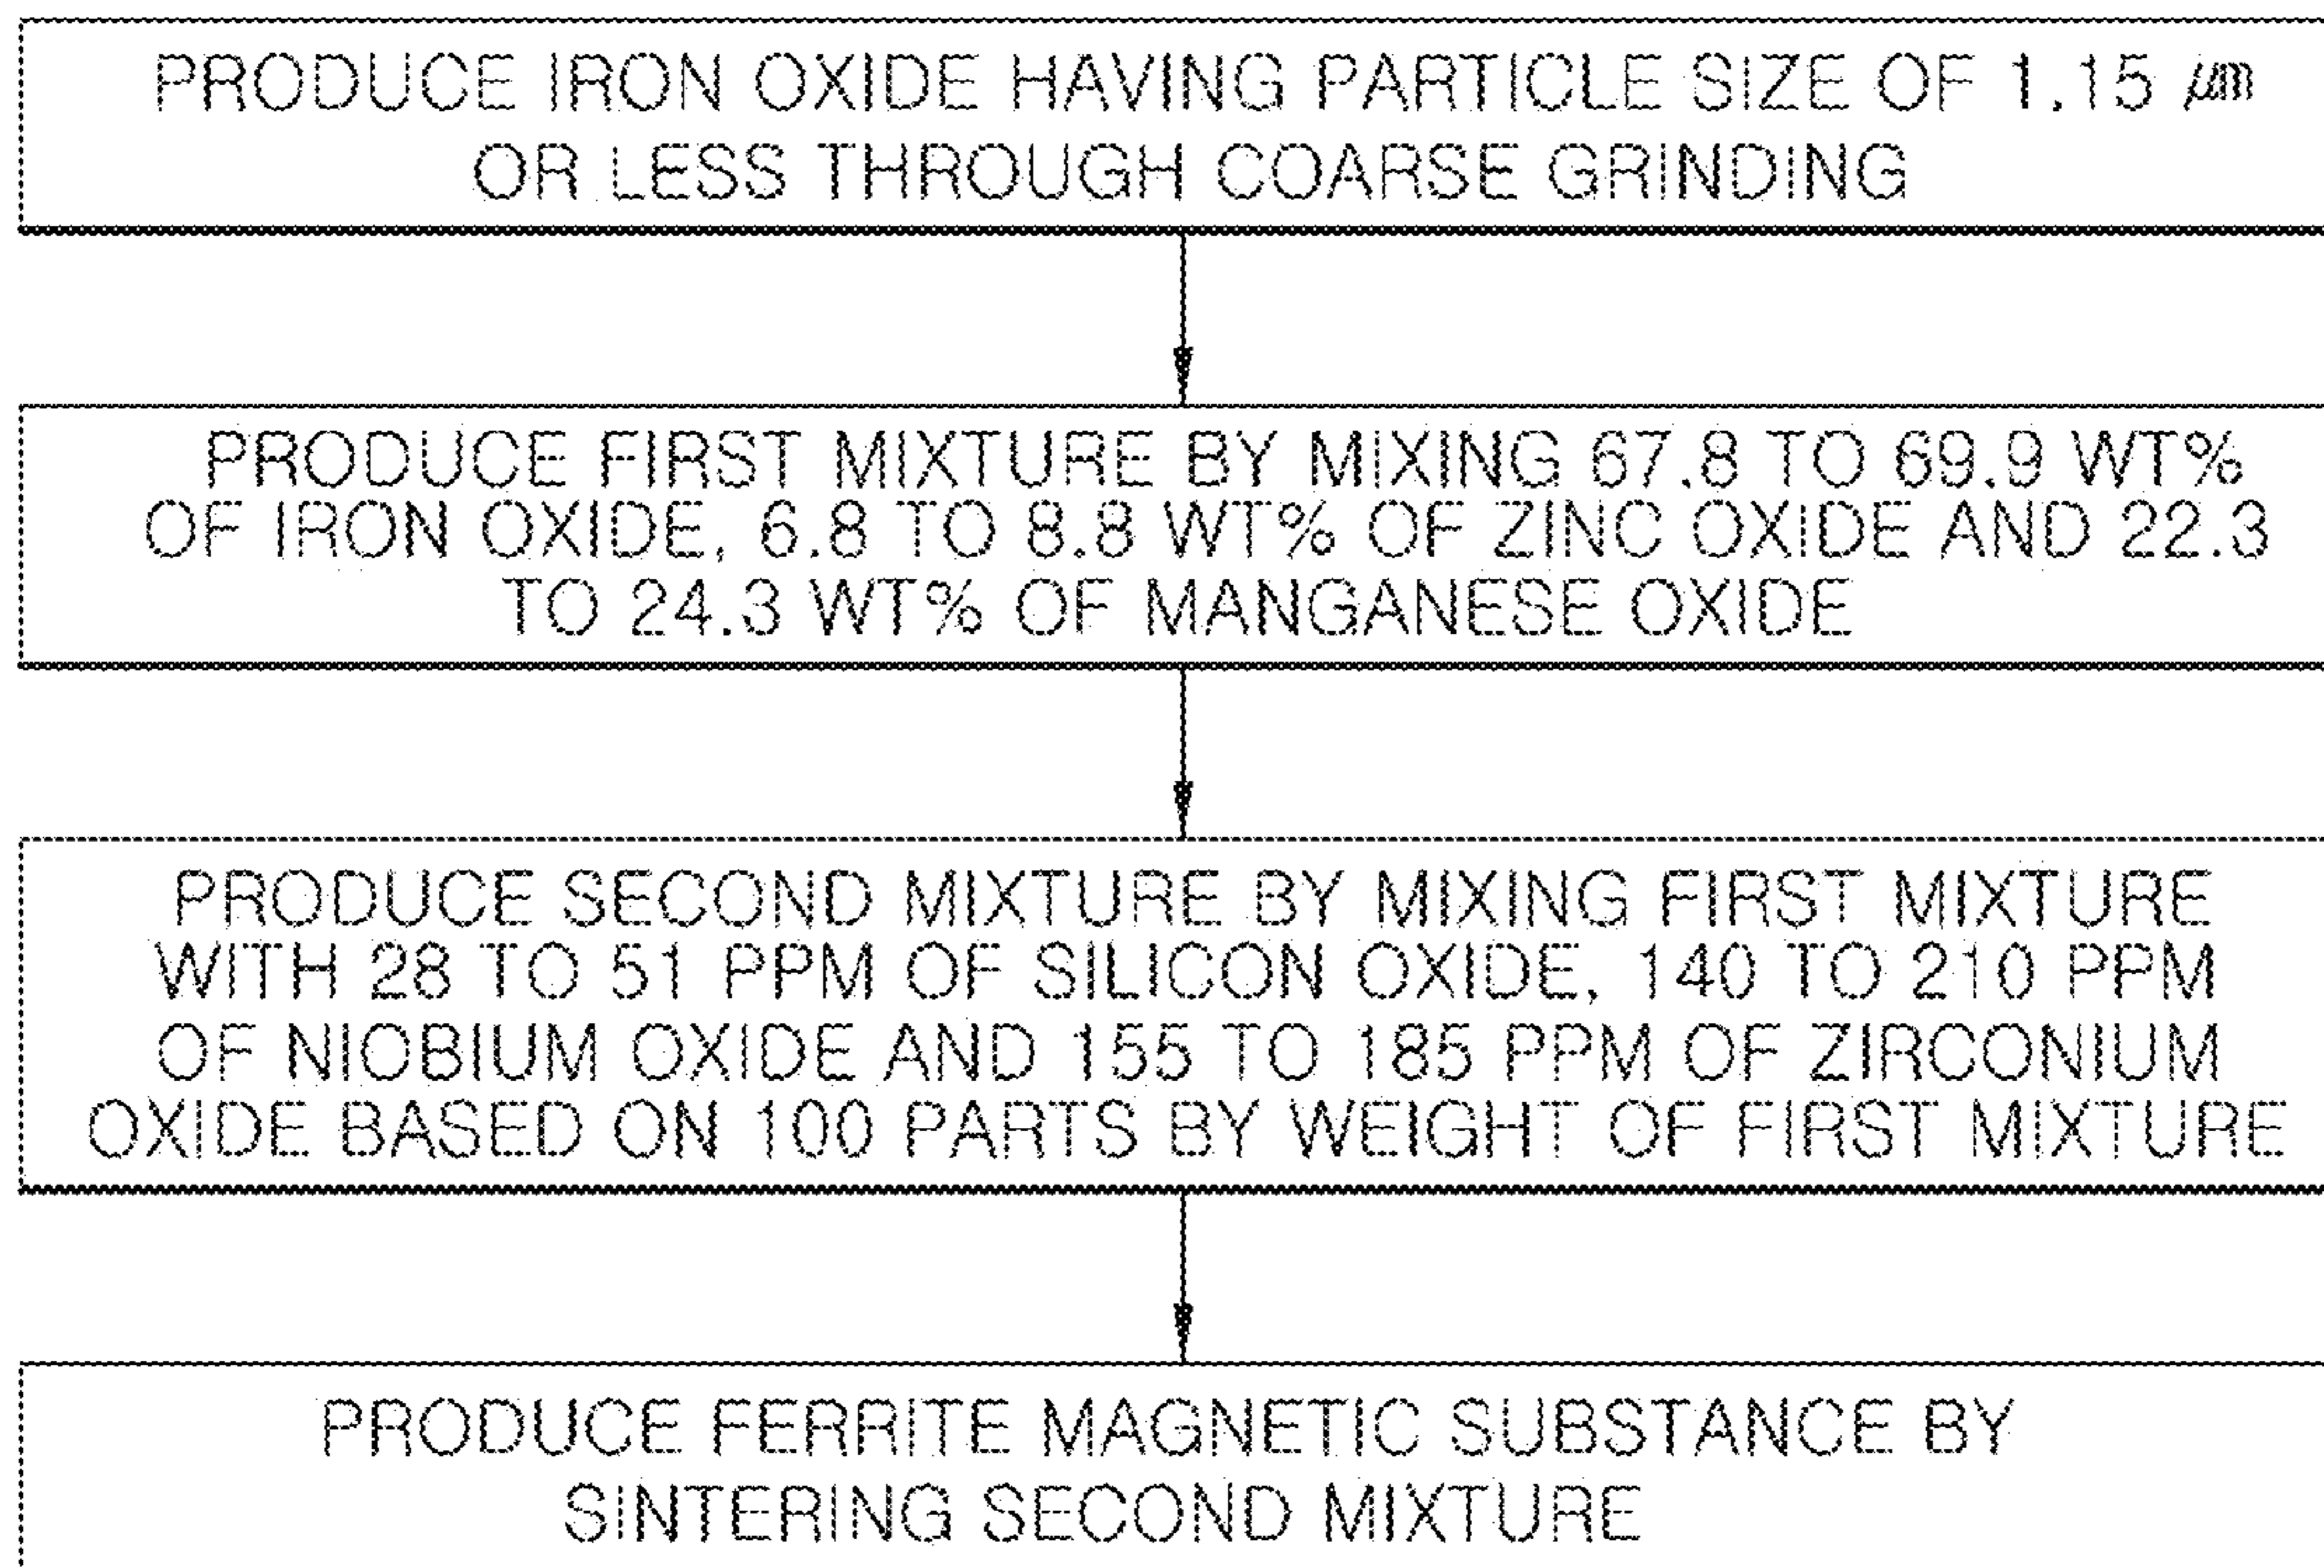 PRODUCE IRON OXIDE HAVING PARTICLE SIZE OF 1.15 ㎛
OR LESS THROUGH COARSE GRINDING
PRODUCE FIRST MIXTURE BY MIXING 67.8 TO 69.9 WT%
OF IRON OXIDE, 6.8 TO 8.8 WT% OF ZINC OXIDE AND 22.3
TO 24.3 WT% OF MANGANESE OXIDE
PRODUCE SECOND MIXTURE BY MIXING FIRST MIXTURE
WITH 28 TO 51 PPM OF SILICON OXIDE, 140 TO 210 PPM
OF NIOBIUM OXIDE AND 155 TO 185 PPM OF ZIRCONIUM
OXIDE BASED ON 100 PARTS BY WEIGHT OF FIRST MIXTURE
PRODUCE FERRITE MAGNETIC SUBSTANCE BY
SINTERING SECOND MIXTURE